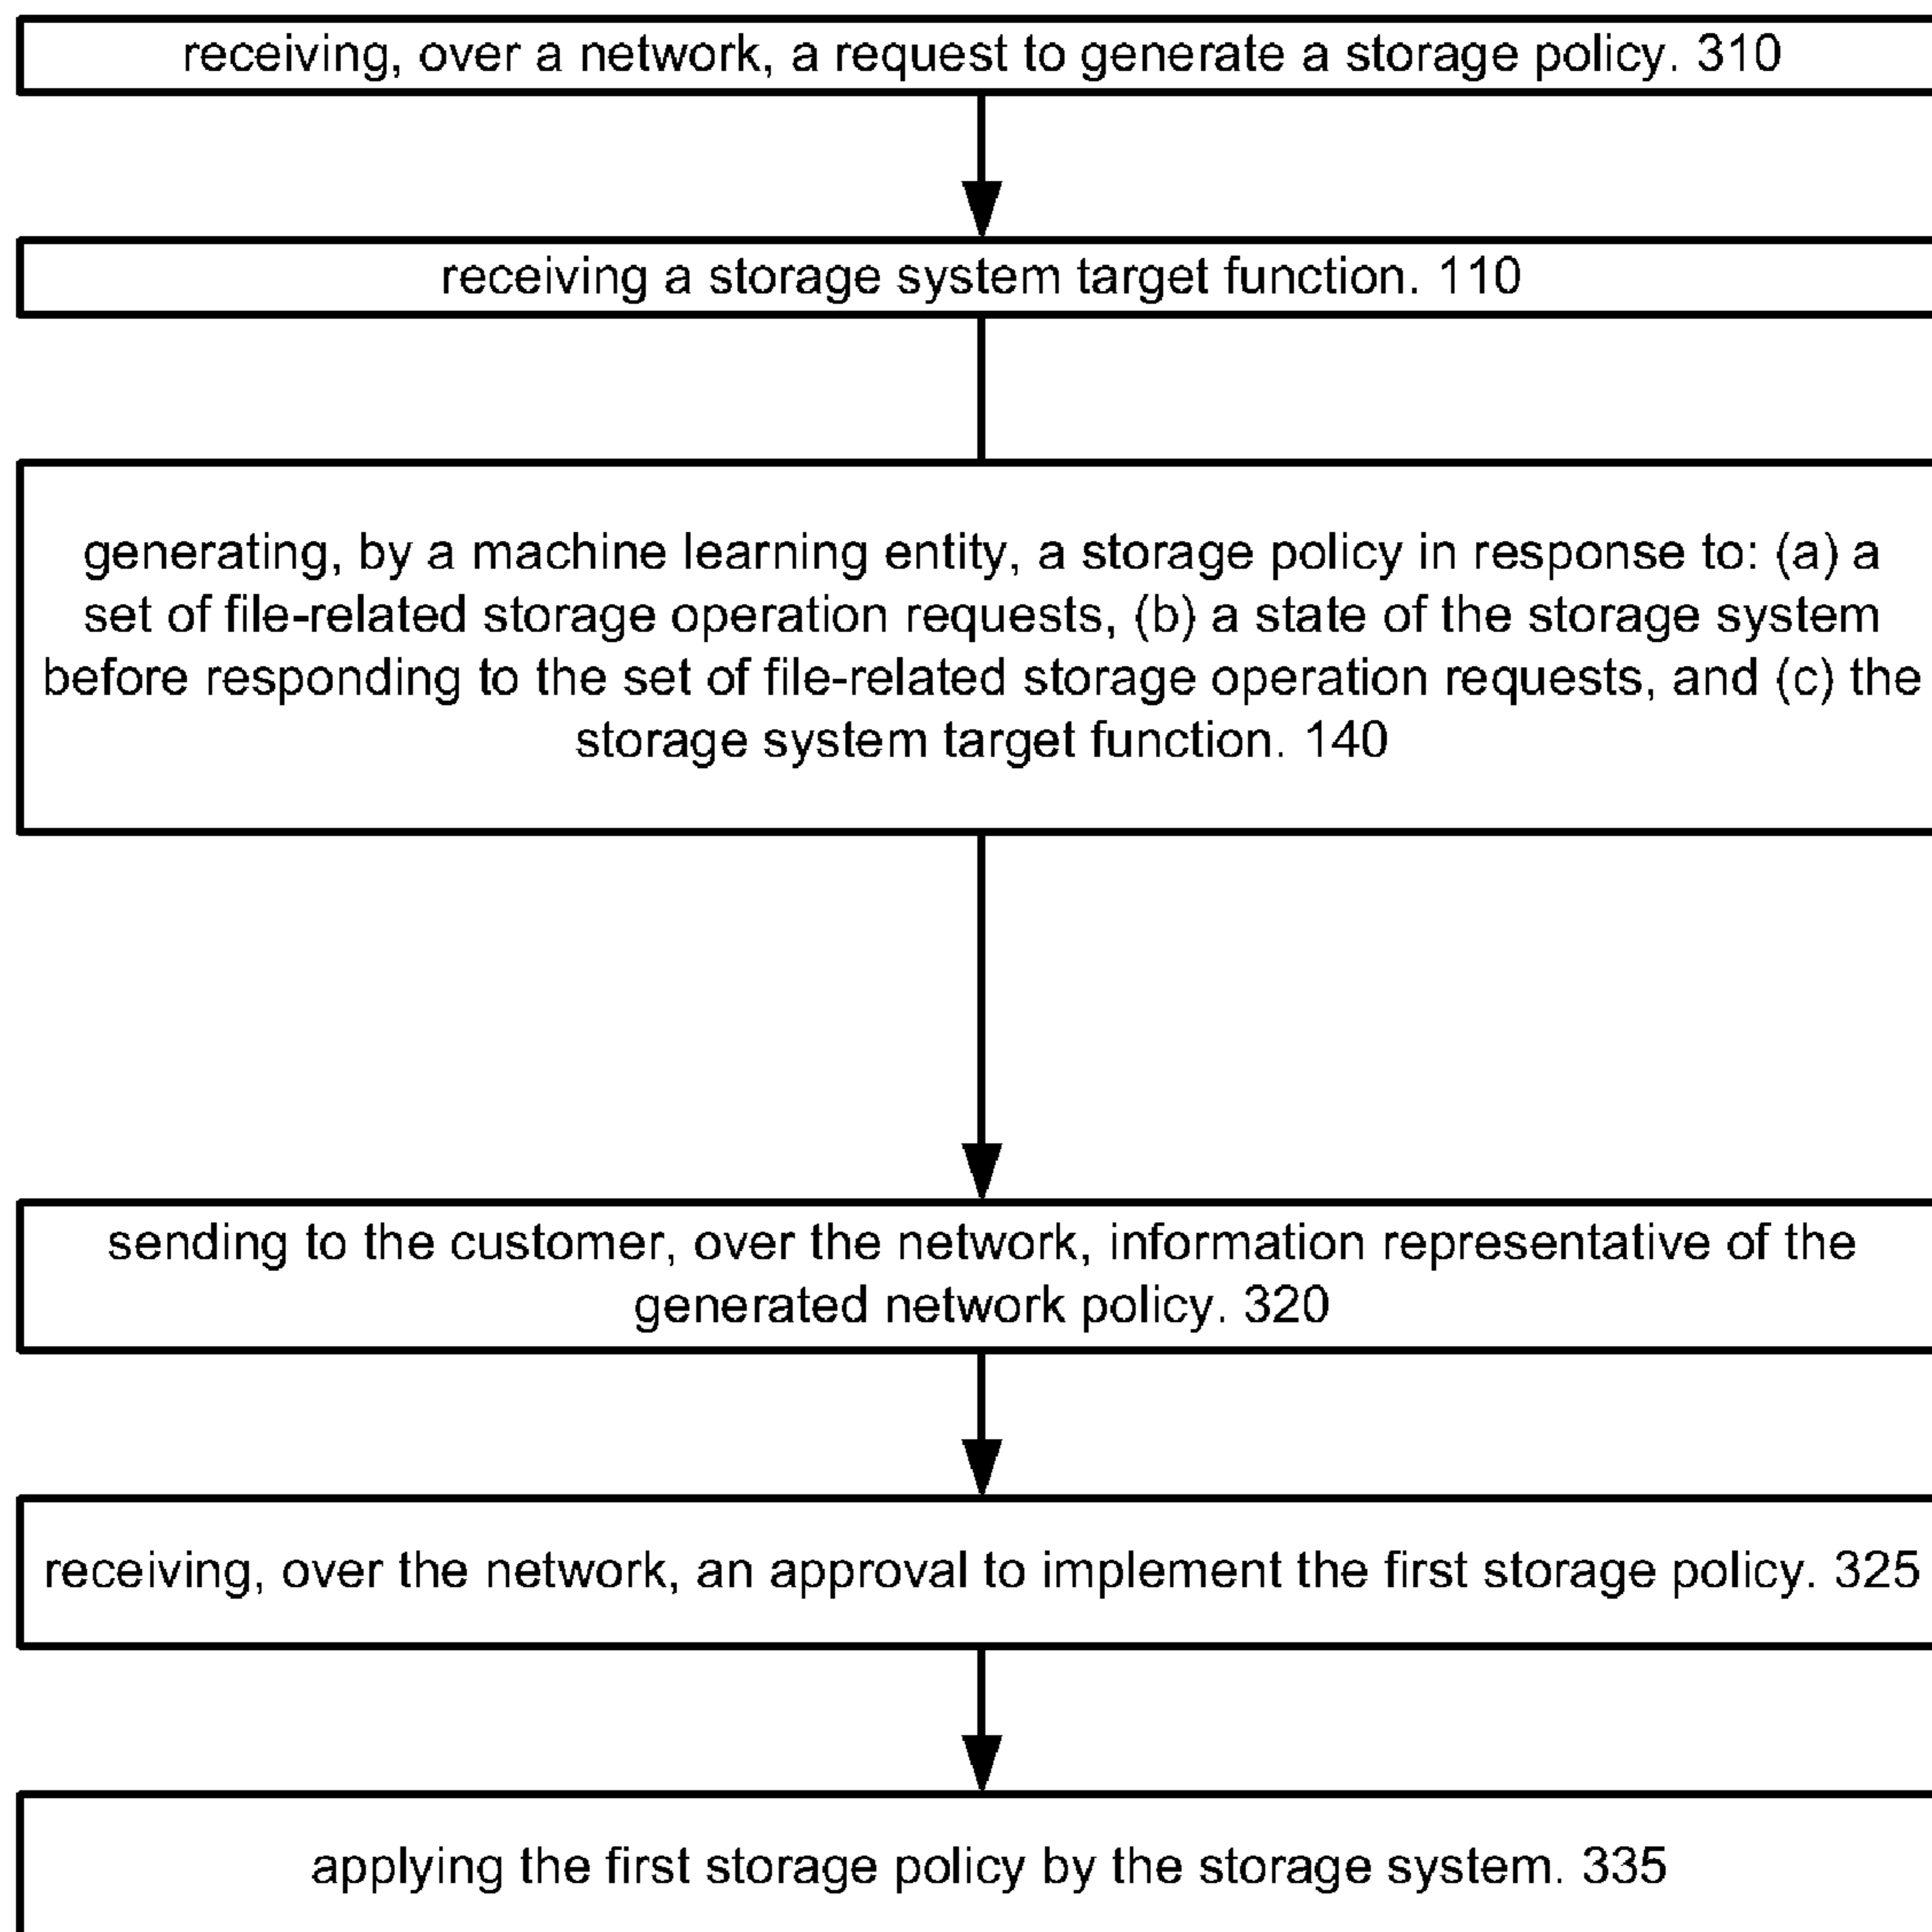 receiving, over a network, a request to generate a storage policy. 310
receiving a storage system target function. 110
generating, by a machine learning entity, a storage policy in response to: (a) a
set of file-related storage operation requests, (b) a state of the storage system
before responding to the set of file-related storage operation requests, and (c) the
storage system target function. 140
sending to the customer, over the network, information representative of the
generated network policy. 320
receiving, over the network, an approval to implement the first storage policy. 325
applying the first storage policy by the storage system. 335